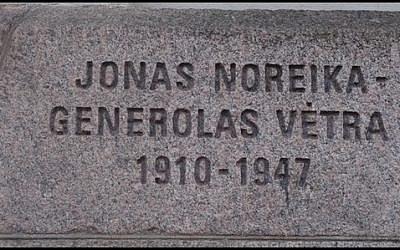 JONAS NOREIKA-
GENEROLAS VĖTRA
1910-1947